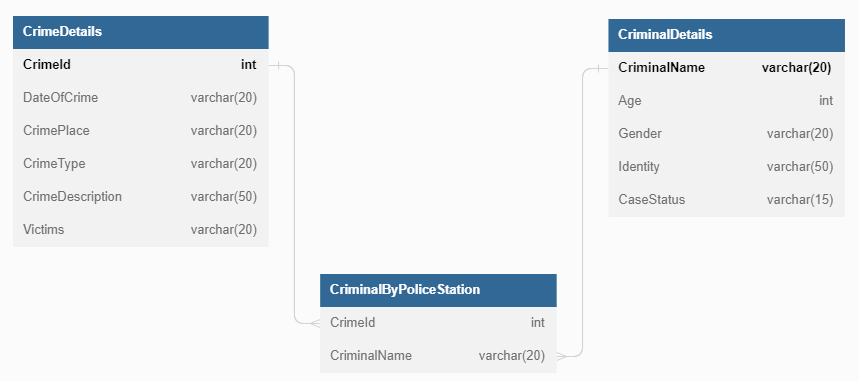 CrimeDetails
CrimeId int
DateOfCrime varchar(20)
CrimePlace varchar(20)
CrimeType varchar(20)
CrimeDescription varchar(50)
Victims varchar(20)
CriminalDetails
CriminalName varchar(20)
Age int
Gender varchar(20)
Identity varchar(50)
CaseStatus varchar(15)
CriminalByPoliceStation
CrimeId int
CriminalName varchar(20)